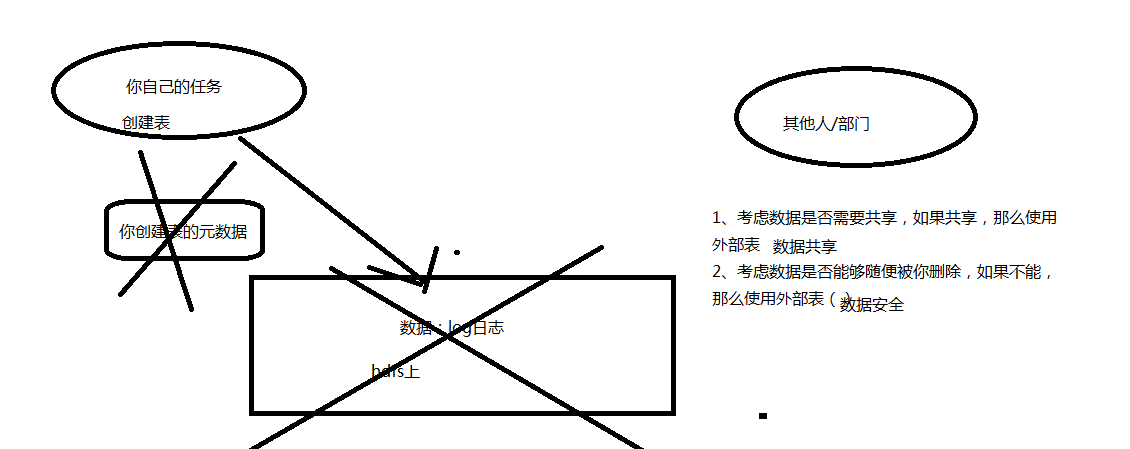 你自己的任务
创建表
你创建表的元数据
数据：log日志
hdfs上
其他人/部门
1、考虑数据是否需要共享，如果共享，那么使用
外部表 数据共享
2、考虑数据是否能够随便被你删除，如果不能，
那么使用外部表（ ）数据安全